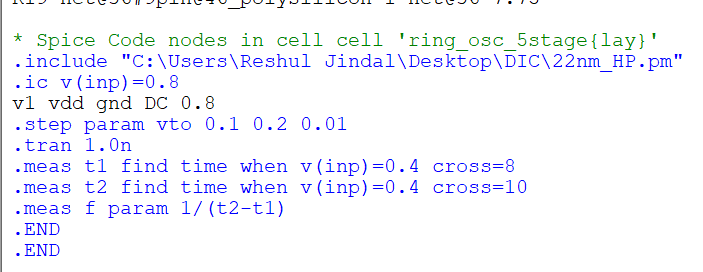 * Spice Code nodes in cell cell 'ring_osc_5stage{lay}'
.include "C:\Users\Reshul Jindal\Desktop\DIC\22nm_HP.pm"
.ic v(inp)=0.8
v1 vdd gnd DC 0.8
.step param vto 0.1 0.2 0.01
.tran 1.0n
.meas t1 find time when v(inp)=0.4 cross=8
.meas t2 find time when v(inp)=0.4 cross=10
.meas f param 1/(t2-t1)
.END
.END